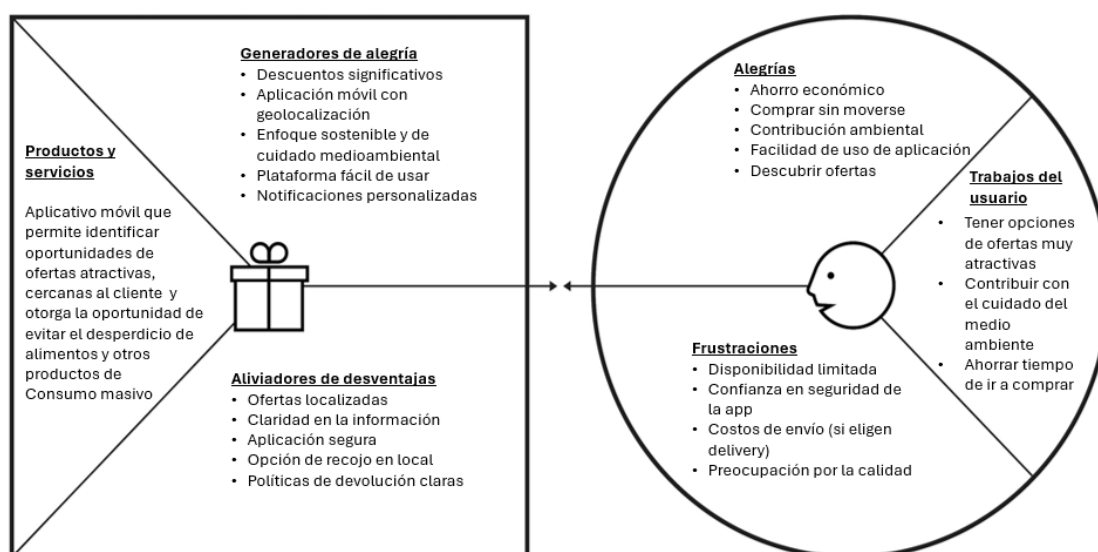 Generadores de alegría
• Descuentos significativos
• Aplicación móvil con
geolocalización
• Enfoque sostenible y de
cuidado medioambiental
• Plataforma fácil de usar
• Notificaciones personalizadas
Productos y
servicios
Aplicativo móvil que
permite identificar
oportunidades de
ofertas atractivas,
cercanas al cliente y
otorga la oportunidad de
evitar el desperdicio de
alimentos y otros
productos de
Consumo masivo
Aliviadores de desventajas
• Ofertas localizadas
• Claridad en la información
• Aplicación segura
• Opción de recojo en local
• Políticas de devolución claras
Alegrías
• Ahorro económico
• Comprar sin moverse
• Contribución ambiental
• Facilidad de uso de aplicación
• Descubrir ofertas
Trabajos del
usuario
• Tener opciones
de ofertas muy
atractivas
• Contribuir con
el cuidado del
medio
ambiente
• Ahorrar tiempo
de ir a comprar
Frustraciones
• Disponibilidad limitada
• Confianza en seguridad de
la app
• Costos de envío (si eligen
delivery)
• Preocupación por la calidad